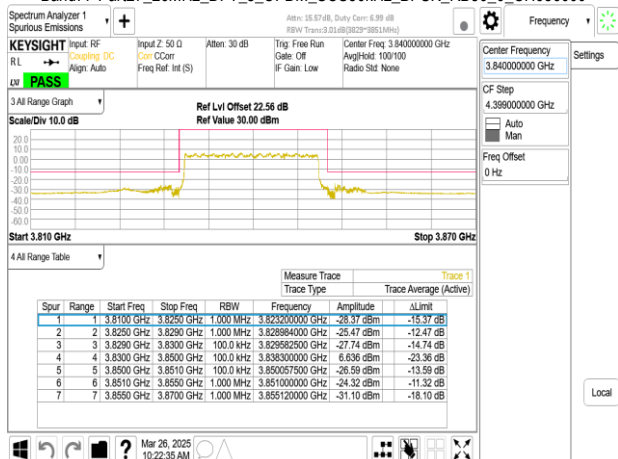 Spectrum Analyzer 1
Spurious Emissions
+
Attn: 15.57dB, Duty Corr: 6.99 dB
RBW Trans:3.01dB(3829~3851MHz)
Frequency
KEYSIGHT Input: RF Input Z: 50 Ω Atten: 30 dB Trig: Free Run Center Freq: 3.840000000 GHz
RL Coupling: DC Corr CCorr Gate: Off Avg|Hold: 100/100
Align: Auto Freq Ref: Int (S) IF Gain: Low Radio Std: None
LXI PASS
Center Frequency
3.840000000 GHz
Settings
CF Step
4.399000000 GHz
Auto
Man
Freq Offset
0 Hz
Local
3 All Range Graph
Scale/Div 10.0 dB
Ref Lvl Offset 22.56 dB
Ref Value 30.00 dBm
20.0
10.0
0.00
-10.0
-20.0
-30.0
-40.0
-50.0
-60.0
Start 3.810 GHz Stop 3.870 GHz
4 All Range Table
Measure Trace Trace 1
Trace Type Trace Average (Active)
Spur Range Start Freq Stop Freq RBW Frequency Amplitude ΔLimit
1 1 3.8100 GHz 3.8250 GHz 1.000 MHz 3.823200000 GHz -28.37 dBm -15.37 dB
2 2 3.8250 GHz 3.8290 GHz 1.000 MHz 3.828984000 GHz -25.47 dBm -12.47 dB
3 3 3.8290 GHz 3.8300 GHz 100.0 kHz 3.829582500 GHz -27.74 dBm -14.74 dB
4 4 3.8300 GHz 3.8500 GHz 100.0 kHz 3.838300000 GHz 6.636 dBm -23.36 dB
5 5 3.8500 GHz 3.8510 GHz 100.0 kHz 3.850057500 GHz -26.59 dBm -13.59 dB
6 6 3.8510 GHz 3.8550 GHz 1.000 MHz 3.851000000 GHz -24.32 dBm -11.32 dB
7 7 3.8550 GHz 3.8700 GHz 1.000 MHz 3.855120000 GHz -31.10 dBm -18.10 dB
?
Mar 26, 2025
10:22:35 AM